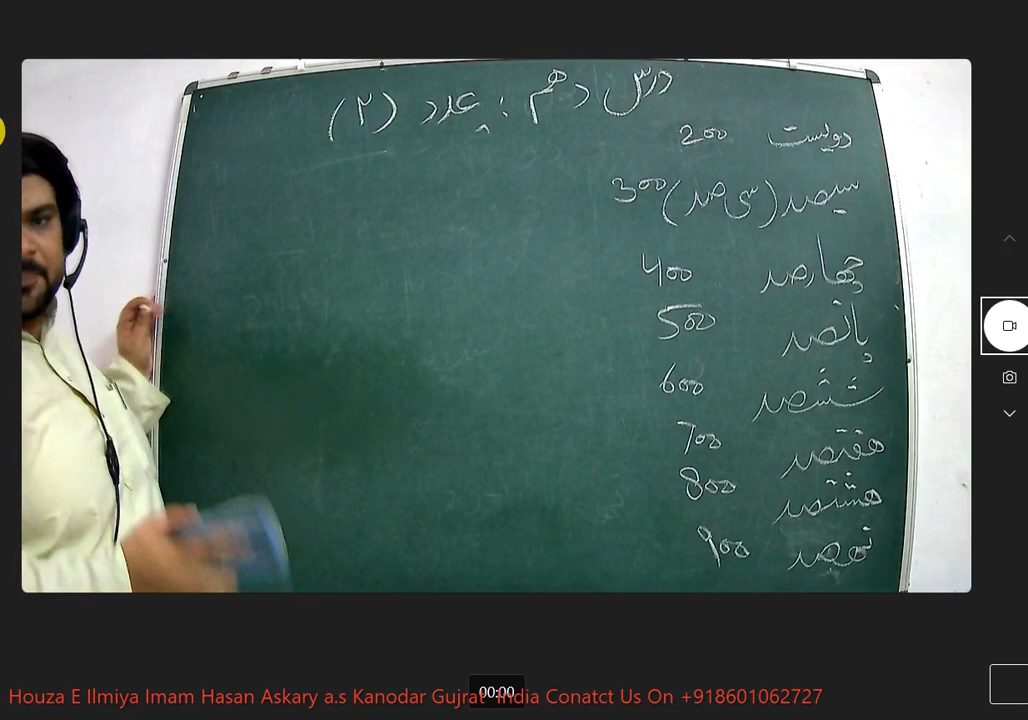 درس دهم : عدد (۲)
دویست 200
سیصد (سی صد) 300
چهارصد 400
پانصد 500
ششصد 600
هفتصد 700
هشتصد 800
نهصد 900
00:00
Houza E Ilmiya Imam Hasan Askary a.s Kanodar Gujrat India Conatct Us On +918601062727